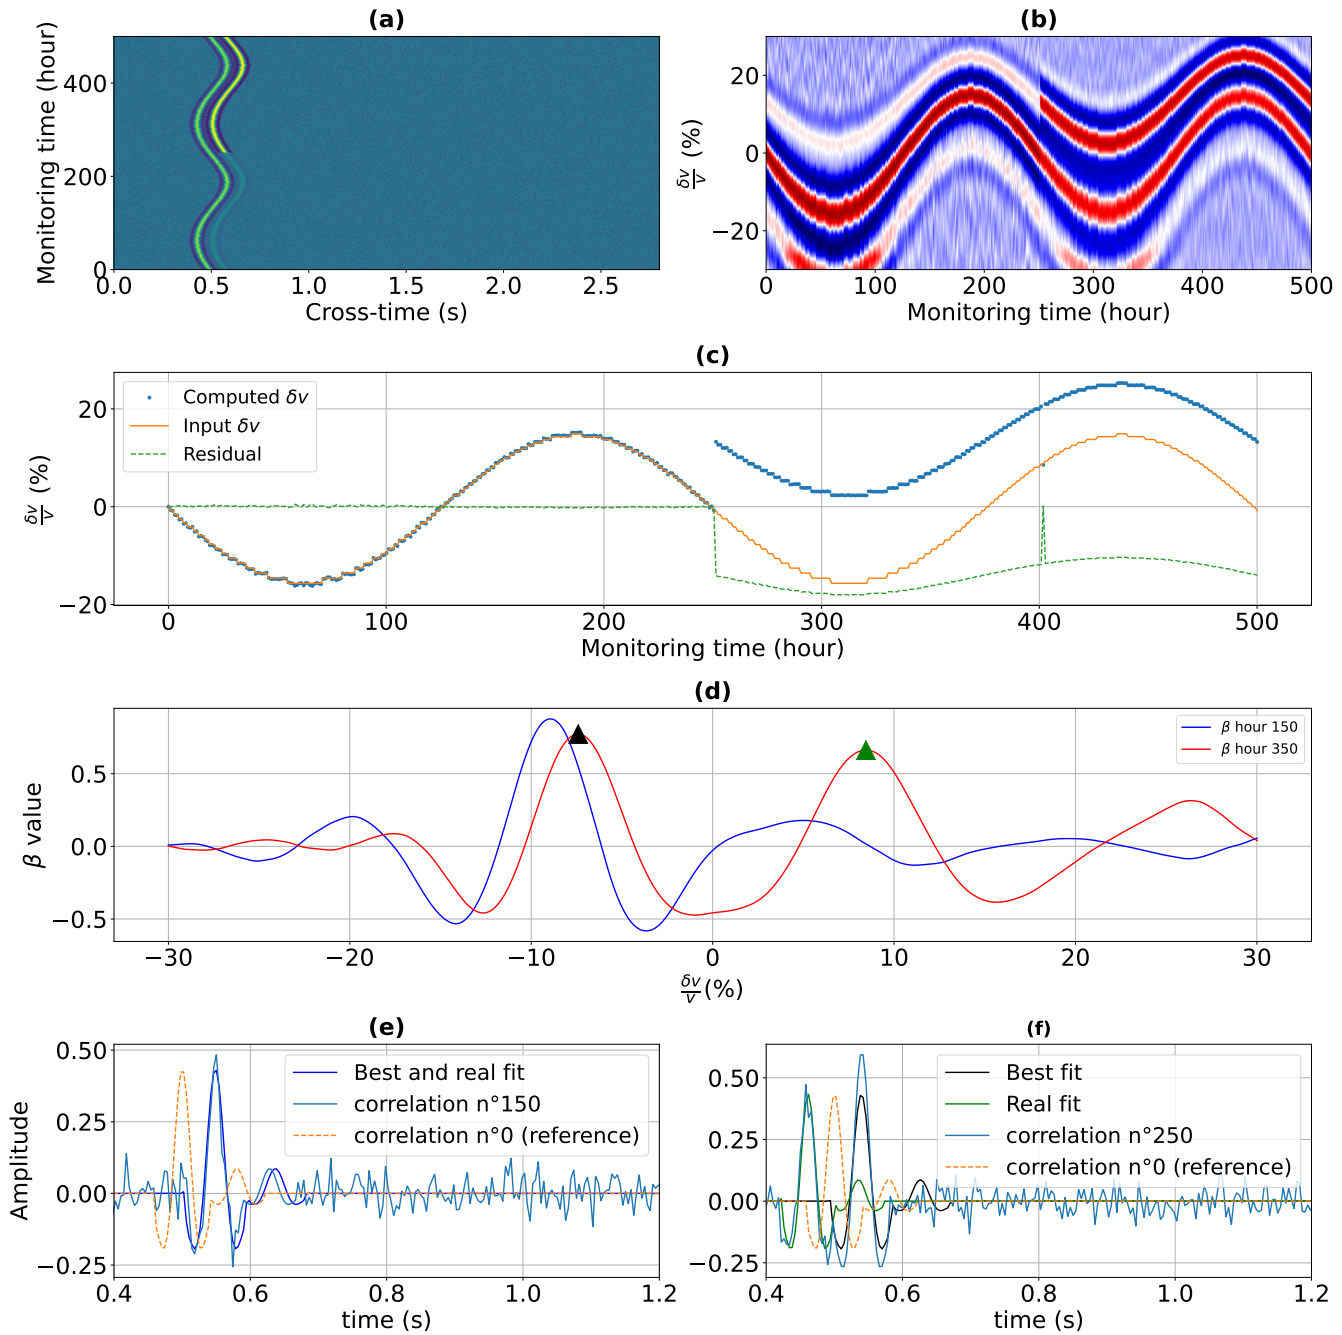 (a)
Monitoring time (hour)
400
200
0
0.0 0.5 1.0 1.5 2.0 2.5
Cross-time (s)
(b)
δv/v (%)
20
0
−20
0 100 200 300 400 500
Monitoring time (hour)
(c)
δv/v (%)
20
0
−20
Computed δv
Input δv
Residual
0 100 200 300 400 500
Monitoring time (hour)
(d)
β value
0.5
0.0
−0.5
β hour 150
β hour 350
−30 −20 −10 0 10 20 30
δv/v (%)
(e)
Amplitude
0.50
0.25
0.00
−0.25
Best and real fit
correlation n°150
correlation n°0 (reference)
0.4 0.6 0.8 1.0 1.2
time (s)
(f)
0.50
0.25
0.00
−0.25
Best fit
Real fit
correlation n°250
correlation n°0 (reference)
0.4 0.6 0.8 1.0 1.2
time (s)